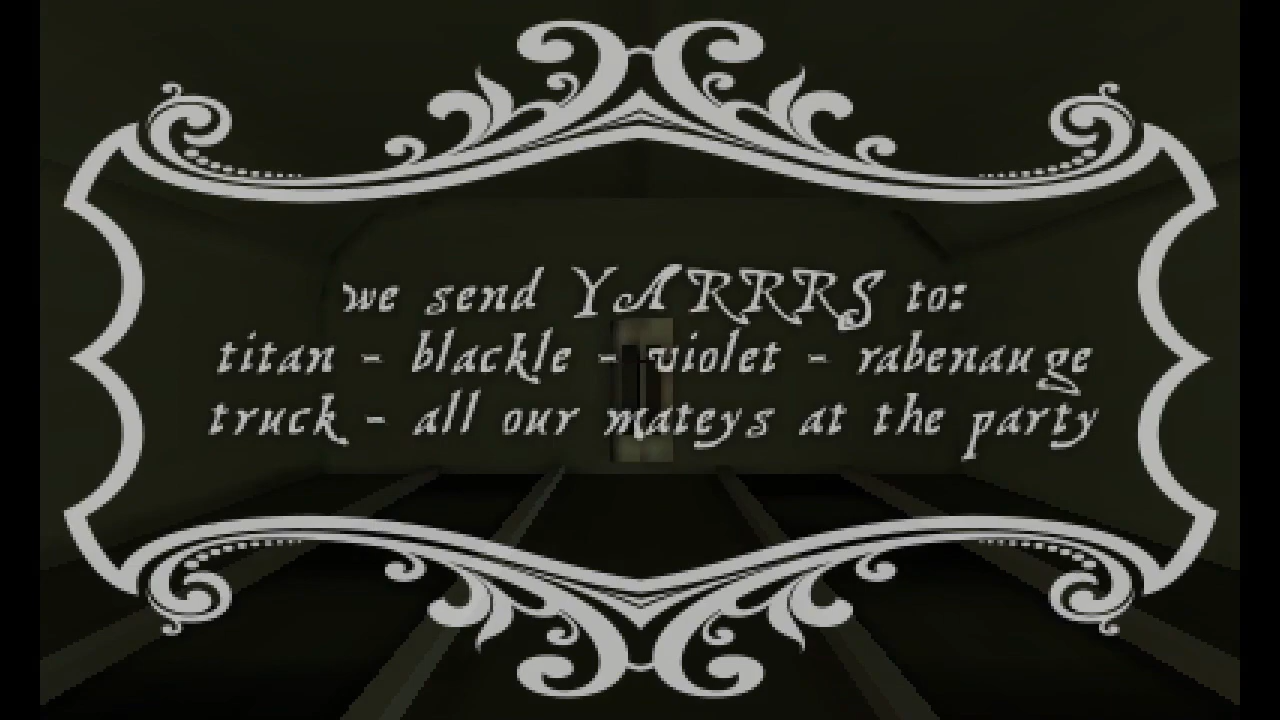 we send YARRRS to:
titan - blackle - violet - rabenauge
truck - all our mateys at the party